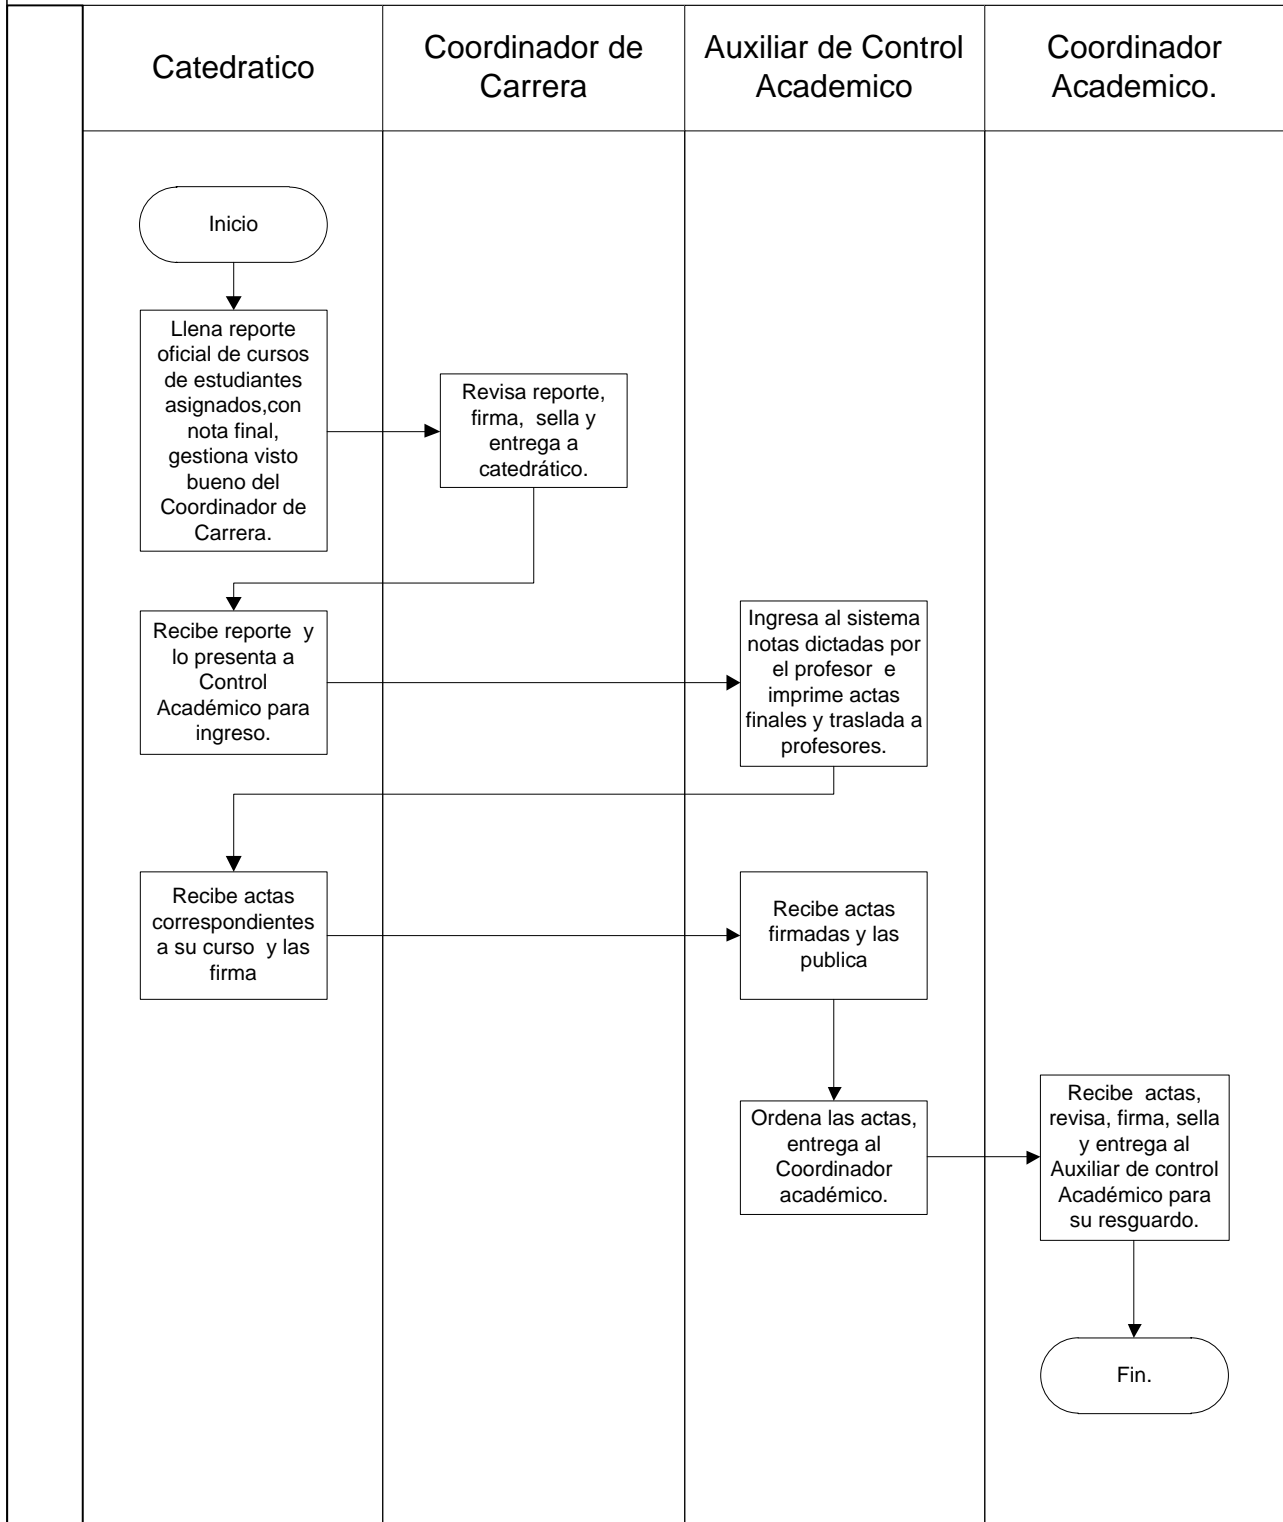 Catedratico
Coordinador de
Carrera
Auxiliar de Control
Academico
Coordinador
Academico.
Inicio
Llena reporte
oficial de cursos
de estudiantes
asignados,con
nota final,
gestiona visto
bueno del
Coordinador de
Carrera.
Revisa reporte,
firma, sella y
entrega a
catedrático.
Recibe reporte y
lo presenta a
Control
Académico para
ingreso.
Ingresa al sistema
notas dictadas por
el profesor e
imprime actas
finales y traslada a
profesores.
Recibe actas
correspondientes
a su curso y las
firma
Recibe actas
firmadas y las
publica
Ordena las actas,
entrega al
Coordinador
académico.
Recibe actas,
revisa, firma, sella
y entrega al
Auxiliar de control
Académico para
su resguardo.
Fin.